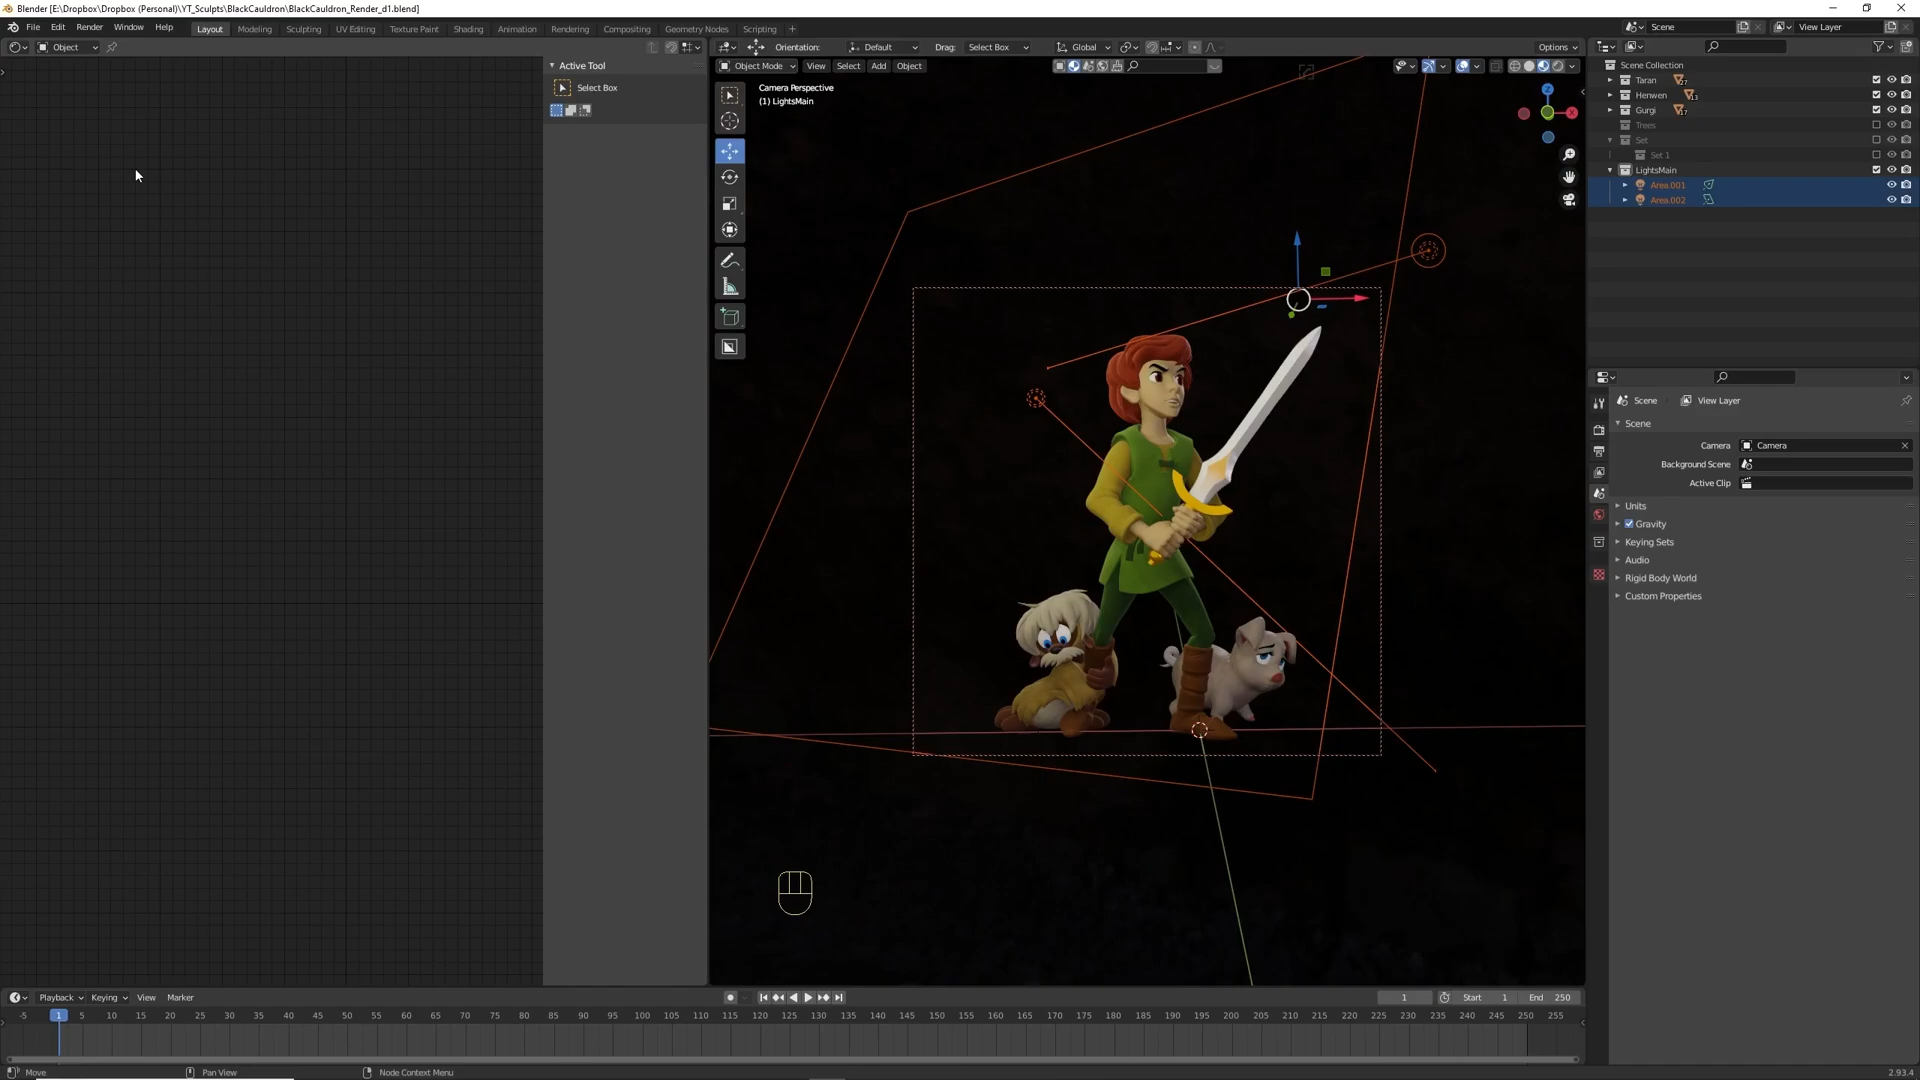 Blender [E:\Dropbox\Dropbox (Personal)\YT_Sculpts\BlackCauldron\BlackCauldron_Render_d1.blend]
File Edit Render Window Help Layout Modeling Sculpting UV Editing Texture Paint Shading Animation Rendering Compositing Geometry Nodes Scripting + Scene View Layer
Object Orientation: Default Drag: Select Box Global Options
Active Tool
Object Mode View Select Add Object
Select Box
Camera Perspective
(1) LightsMain
Scene Collection
Taran 27
Henwen 13
Gurgi 17
Trees
Set
Set 1
LightsMain
Area.001
Area.002
Z
X
Scene View Layer
Scene
Camera Camera
Background Scene
Active Clip
Units
Gravity
Keying Sets
Audio
Rigid Body World
Custom Properties
Playback Keying View Marker 1 Start 1 End 250
-5 1 5 10 15 20 25 30 35 40 45 50 55 60 65 70 75 80 85 90 95 100 105 110 115 120 125 130 135 140 145 150 155 160 165 170 175 180 185 190 195 200 205 210 215 220 225 230 235 240 245 250 255
Move Pan View Node Context Menu 2.93.4